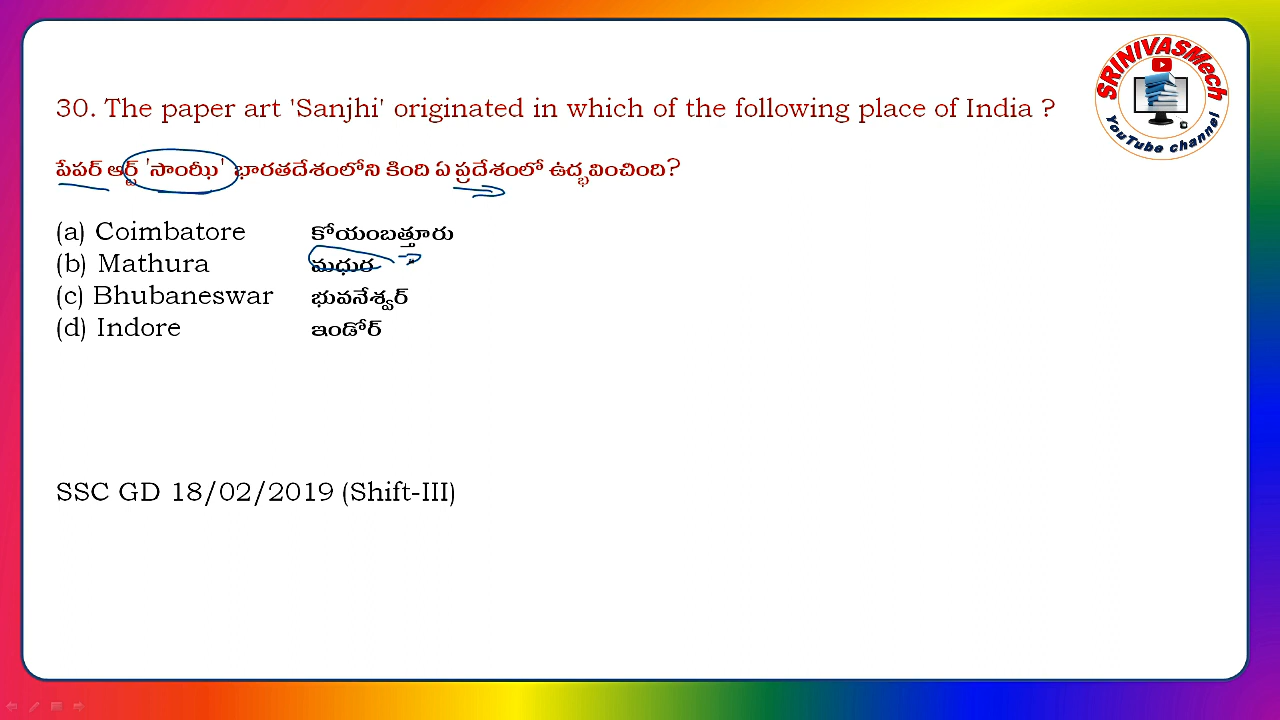 SRINIVASMech
YouTube channel
30. The paper art 'Sanjhi' originated in which of the following place of India ?
పేపర్ ఆర్ట్ 'సాంఝీ' భారతదేశంలోని కింది ఏ ప్రదేశంలో ఉద్భవించింది?
(a) Coimbatore కోయంబత్తూరు
(b) Mathura మధుర
(c) Bhubaneswar భువనేశ్వర్
(d) Indore ఇండోర్
SSC GD 18/02/2019 (Shift-III)